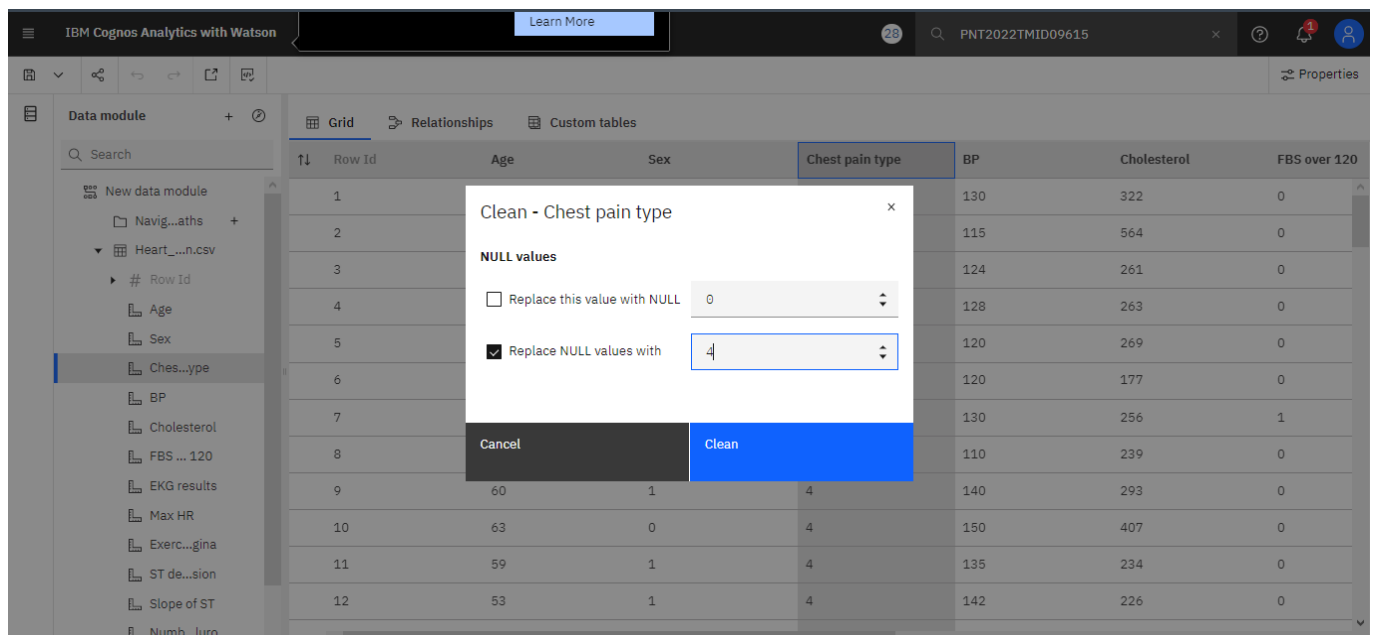 Learn More
IBM Cognos Analytics with Watson
28
PNT2022TMID09615
1
Properties
Data module
Grid
Relationships
Custom tables
Search
Row Id Age Sex Chest pain type BP Cholesterol FBS over 120
New data module
Navig...aths
Heart_...n.csv
Row Id
Age
Sex
Ches...ype
BP
Cholesterol
FBS ... 120
EKG results
Max HR
Exerc...gina
ST de...sion
Slope of ST
Numb...luro
1 130 322 0
2 115 564 0
3 124 261 0
4 128 263 0
5 120 269 0
6 120 177 0
7 130 256 1
8 110 239 0
9 60 1 4 140 293 0
10 63 0 4 150 407 0
11 59 1 4 135 234 0
12 53 1 4 142 226 0
Clean - Chest pain type
NULL values
Replace this value with NULL 0
Replace NULL values with 4
Cancel
Clean